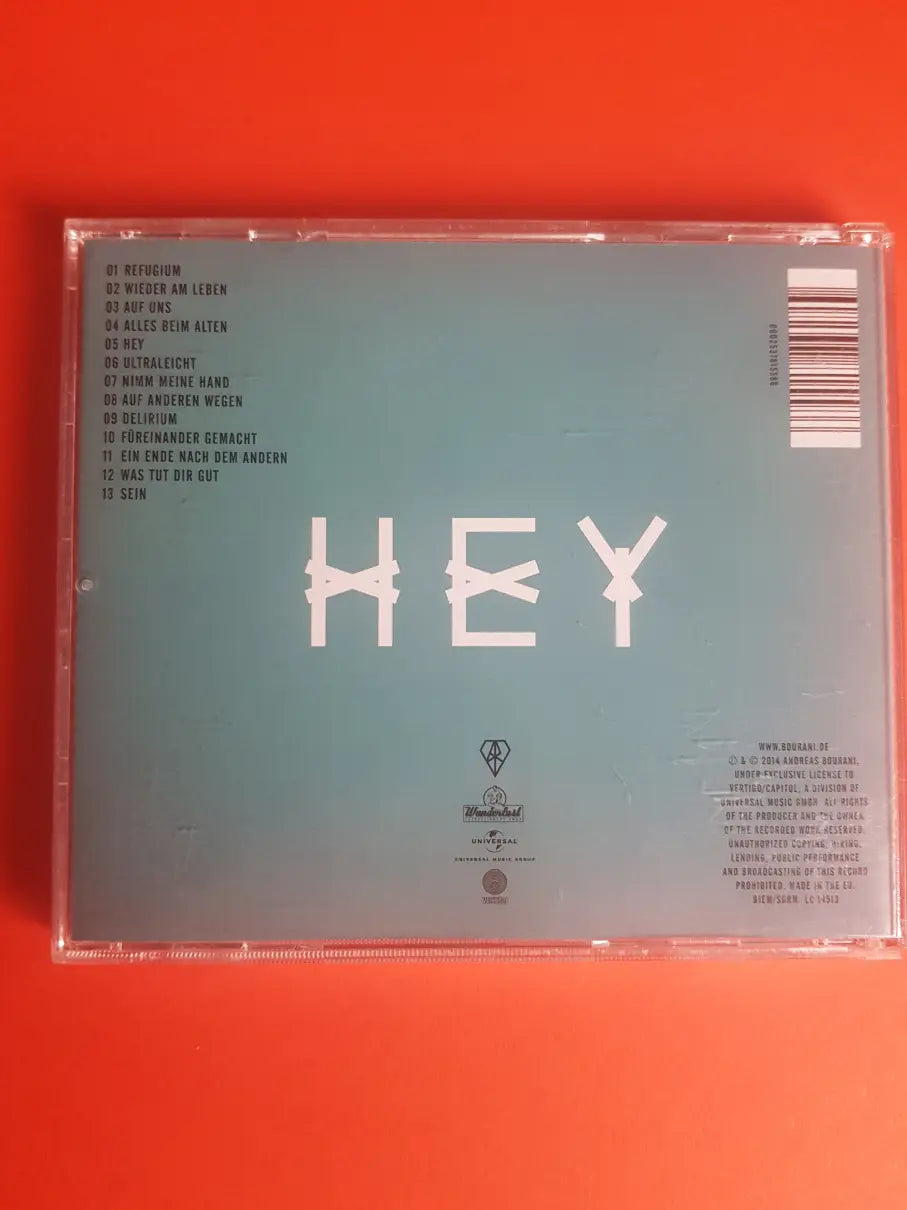 01 REFUGIUM
02 WIEDER AM LEBEN
03 AUF UNS
04 ALLES BEIM ALTEN
05 HEY
06 ULTRALEICHT
07 NIMM MEINE HAND
08 AUF ANDEREN WEGEN
09 DELIRIUM
10 FÜREINANDER GEMACHT
11 EIN ENDE NACH DEM ANDERN
12 WAS TUT DIR GUT
13 SEIN
HEY
Wunderlust
UNIVERSAL
UNIVERSAL MUSIC GROUP
WWW.BOURANI.DE
℗ & © 2014 ANDREAS BOURANI,
UNDER EXCLUSIVE LICENSE TO
VERTIGO/CAPITOL, A DIVISION OF
UNIVERSAL MUSIC GMBH. ALL RIGHTS
OF THE PRODUCER AND THE OWNER
OF THE RECORDED WORK RESERVED.
UNAUTHORIZED COPYING, HIRING,
LENDING, PUBLIC PERFORMANCE
AND BROADCASTING OF THIS RECORD
PROHIBITED. MADE IN THE EU.
BIEM/SDRM. LC 14513